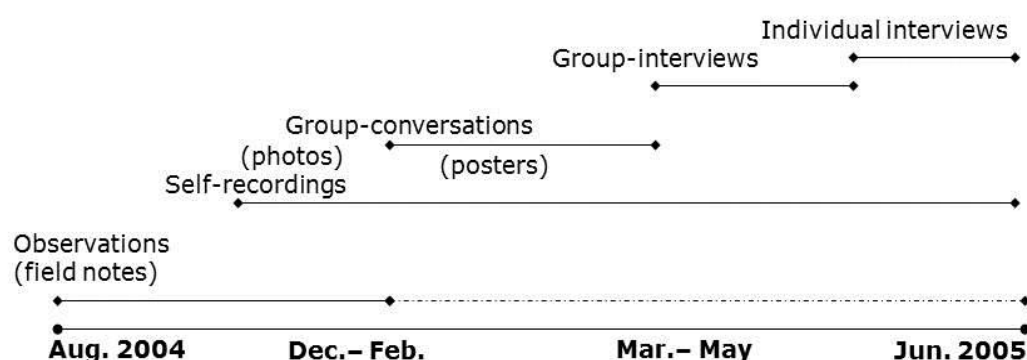 Individual interviews
Group-interviews
Group-conversations
(photos)
(posters)
Self-recordings
Observations
(field notes)
Aug. 2004 Dec.– Feb. Mar.– May Jun. 2005